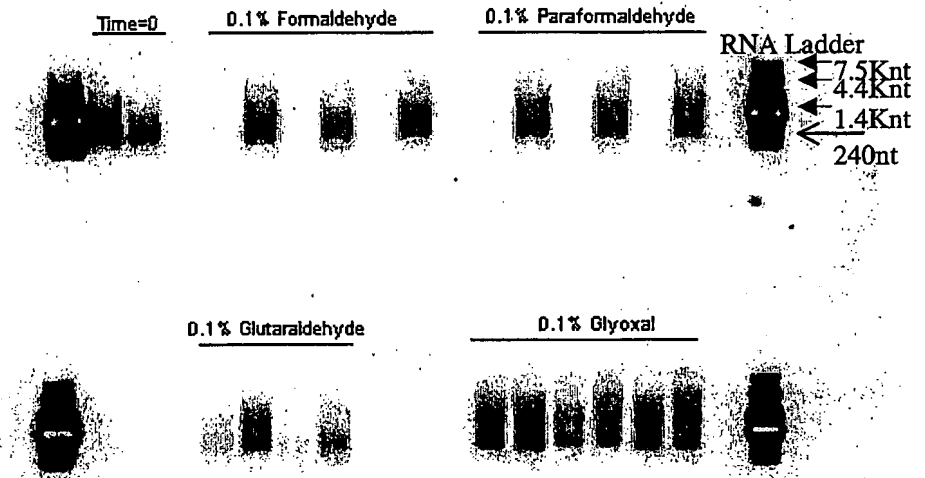 Time=0
0.1% Formaldehyde
0.1% Paraformaldehyde
RNA Ladder
7.5Knt
4.4Knt
1.4Knt
240nt
0.1% Glutaraldehyde
0.1% Glyoxal